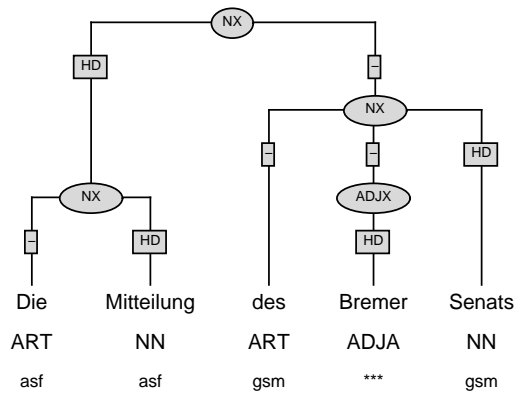 NX
HD –
NX
– – HD
NX ADJX
– HD HD
Die Mitteilung des Bremer Senats
ART NN ART ADJA NN
asf asf gsm *** gsm